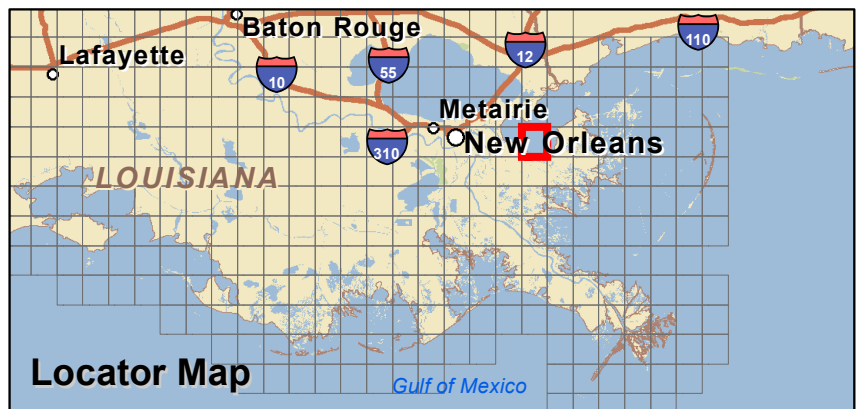 Baton Rouge
Lafayette
110
12
55
10
Metairie
310
New Orleans
LOUISIANA
Locator Map
Gulf of Mexico